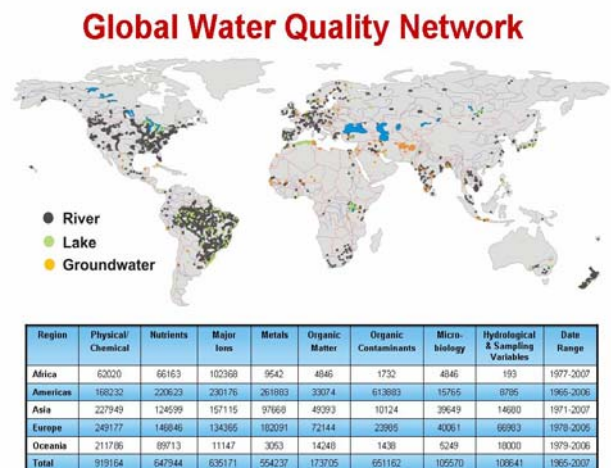 Global Water Quality Network
River
Lake
Groundwater
Region Physical/ Chemical Nutrients Major Ions Metals Organic Matter Organic Contaminants Micro- biology Hydrological & Sampling Variables Date Range
Africa 62020 66163 102368 9542 4846 1732 4846 193 1977-2007
Americas 168232 220623 230176 261883 33074 613883 15765 8785 1965-2006
Asia 227949 124599 157115 97668 49393 10124 39649 14680 1971-2007
Europe 249177 146846 134365 182091 72144 23985 40061 66983 1978-2005
Oceania 211786 89713 11147 3053 14248 1438 5249 18000 1979-2006
Total 919164 647944 635171 554237 173705 651162 105570 108641 1965-2007